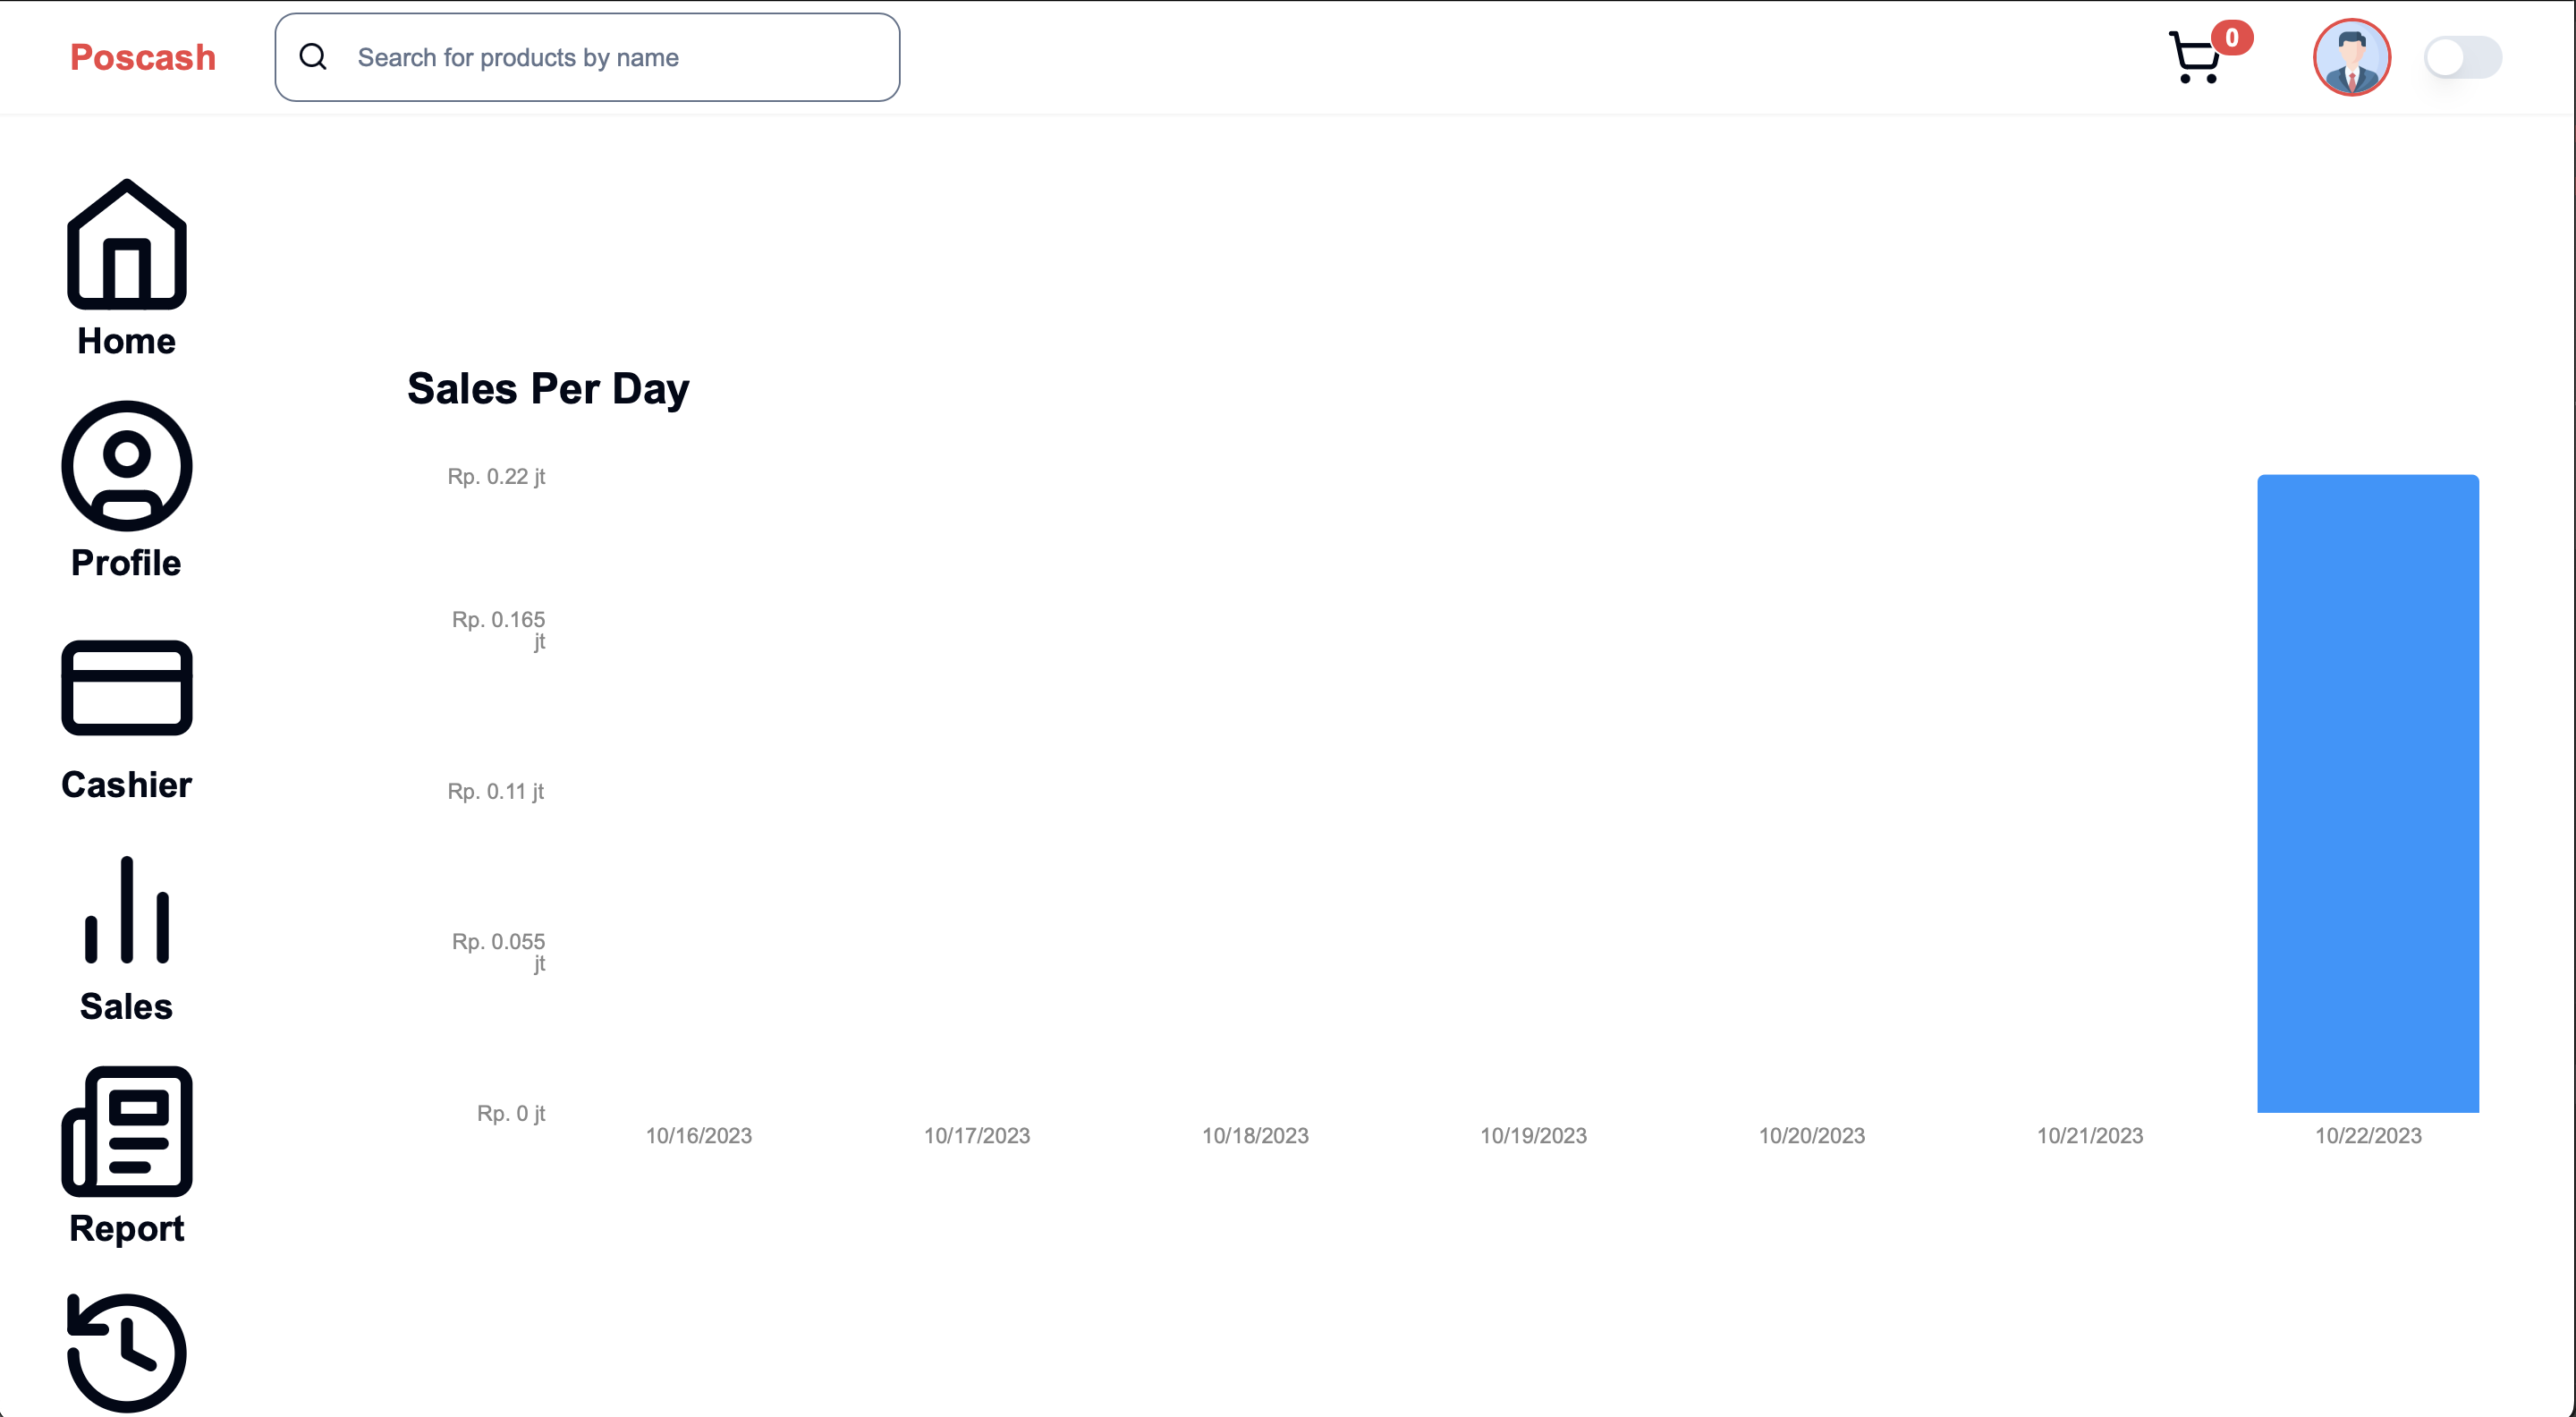 Poscash
Search for products by name
0
Home
Profile
Cashier
Sales
Report
Sales Per Day
Rp. 0.22 jt
Rp. 0.165
jt
Rp. 0.11 jt
Rp. 0.055
jt
Rp. 0 jt
10/16/2023
10/17/2023
10/18/2023
10/19/2023
10/20/2023
10/21/2023
10/22/2023